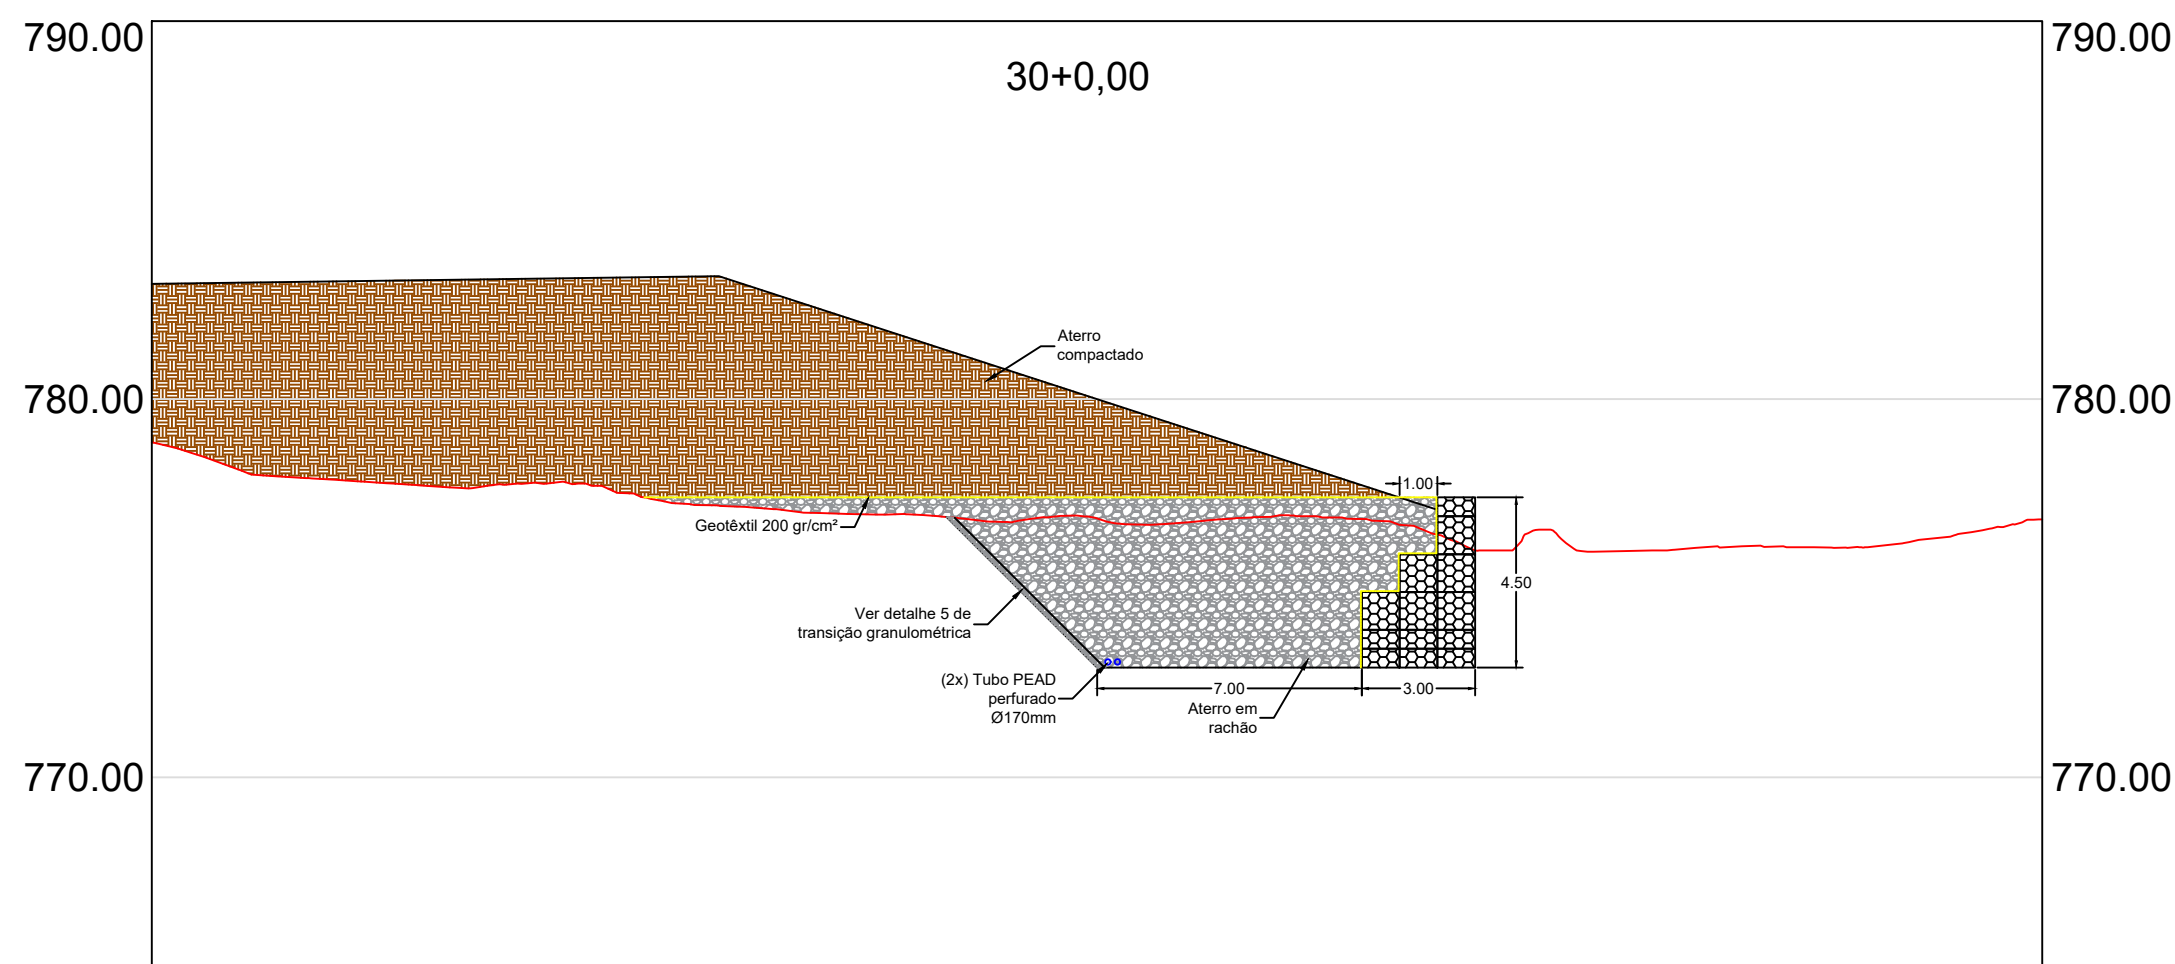 790.00
790.00
30+0,00
Aterro
compactado
780.00
780.00
1.00
Geotêxtil 200 gr/cm²
4.50
Ver detalhe 5 de
transição granulométrica
(2x) Tubo PEAD
perfurado
Ø170mm
7.00
3.00
Aterro em
rachão
770.00
770.00